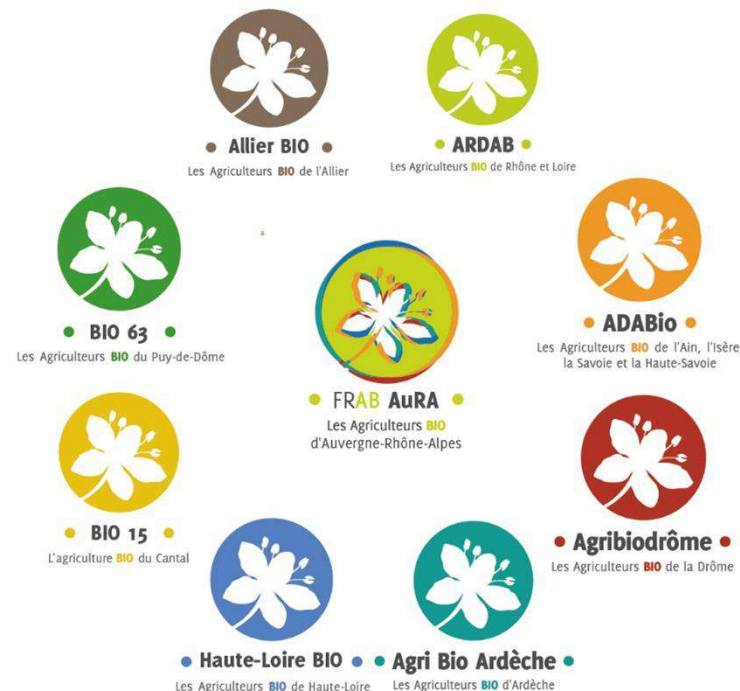 • Allier BIO •
Les Agriculteurs BIO de l'Allier
• ARDAB •
Les Agriculteurs BIO de Rhône et Loire
• BIO 63 •
Les Agriculteurs BIO du Puy-de-Dôme
• FRAB AuRA •
Les Agriculteurs BIO
d'Auvergne-Rhône-Alpes
• ADABio •
Les Agriculteurs BIO de l'Ain, l'Isère,
la Savoie et la Haute-Savoie
• BIO 15 •
L'agriculture BIO du Cantal
• Agribiodrôme •
Les Agriculteurs BIO de la Drôme
• Haute-Loire BIO •
Les Agriculteurs BIO de Haute-Loire
• Agri Bio Ardèche •
Les Agriculteurs BIO d'Ardèche